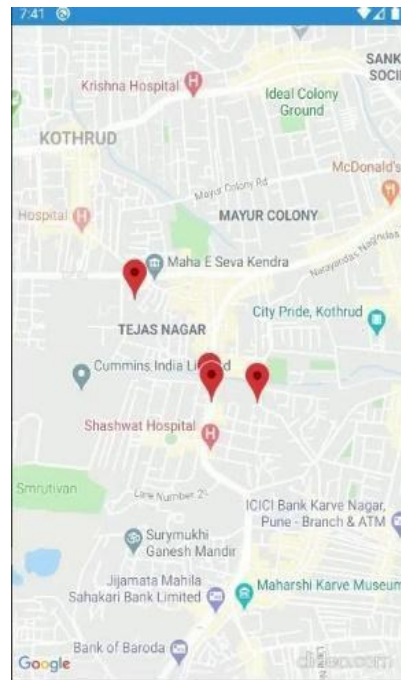 7:41
SANK
SOCI
Krishna Hospital
Ideal Colony
Ground
KOTHRUD
McDonald's
Mayur Colony Rd
Hospital
MAYUR COLONY
Maha E Seva Kendra
City Pride, Kothrud
TEJAS NAGAR
Cummins India Li d
Shashwat Hospital
Smrutivan
Lane Number
ICICI Bank Karve Nagar,
Pune - Branch & ATM
Surymukhi
Ganesh Mandir
Jijamata Mahila
Sahakari Bank Limited
Maharshi Karve Museum
Bank of Baroda
Google